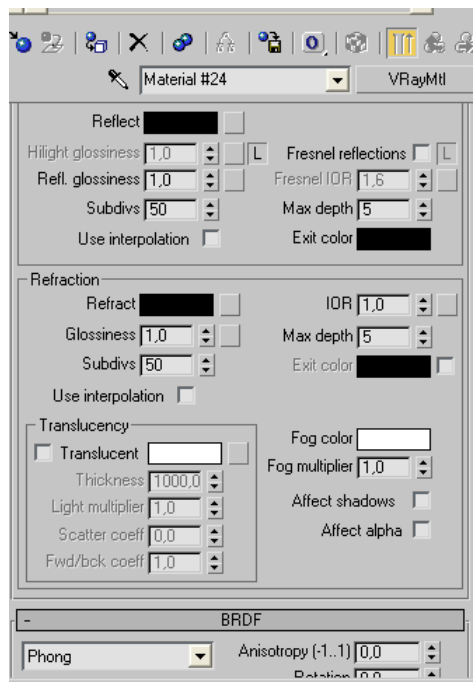 Material #24 VRayMtl
Reflect
Hilight glossiness 1,0 L Fresnel reflections L
Refl. glossiness 1,0 Fresnel IOR 1,6
Subdivs 50 Max depth 5
Use interpolation Exit color
Refraction
Refract IOR 1,0
Glossiness 1,0 Max depth 5
Subdivs 50 Exit color
Use interpolation
Translucency
Translucent Fog color
Thickness 1000,0 Fog multiplier 1,0
Light multiplier 1,0 Affect shadows
Scatter coeff 0,0 Affect alpha
Fwd/bck coeff 1,0
- BRDF
Phong Anisotropy (-1..1) 0,0
Rotation 0,0